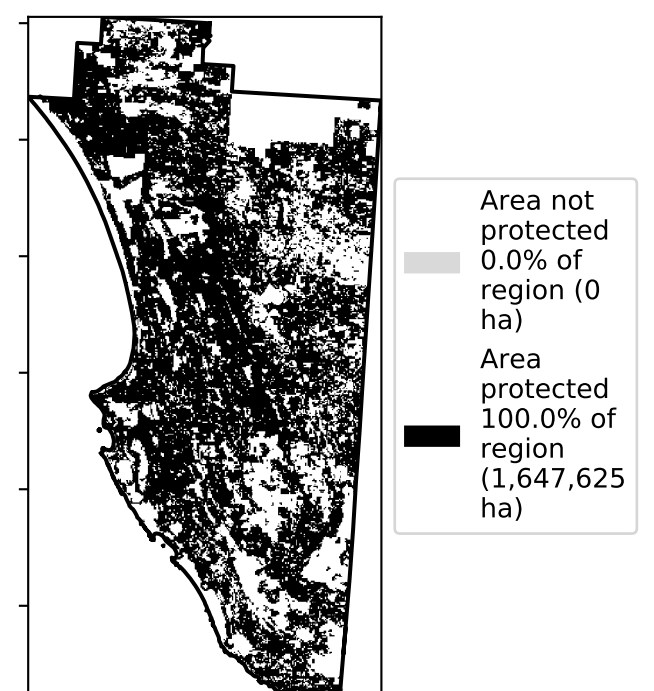 Area not
protected
0.0% of
region (0
ha)
Area
protected
100.0% of
region
(1,647,625
ha)